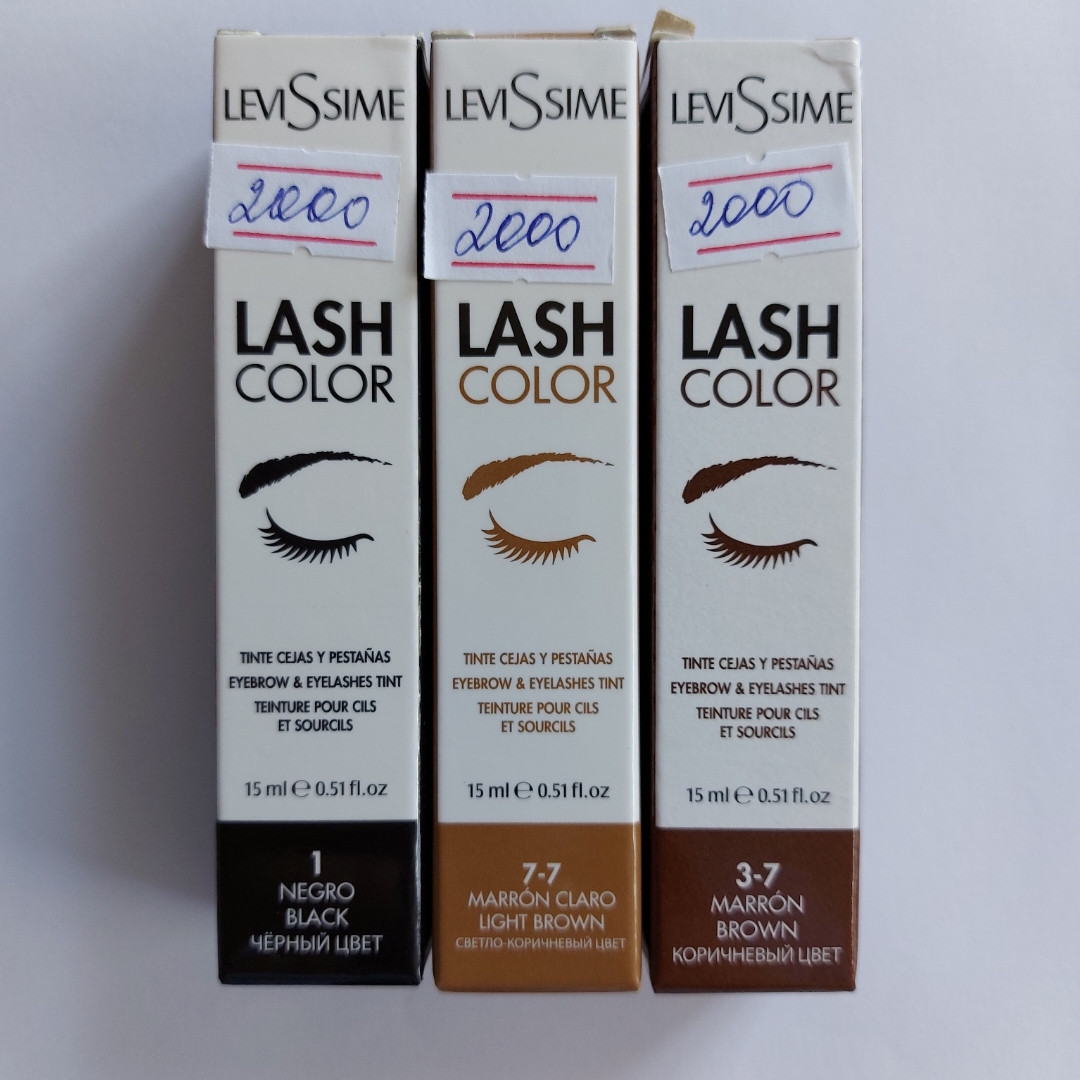 LEVISSIME
2000
LASH
COLOR
TINTE CEJAS Y PESTAÑAS
EYEBROW & EYELASHES TINT
TEINTURE POUR CILS
ET SOURCILS
15 ml ℮ 0.51 fl.oz
1
NEGRO
BLACK
ЧЁРНЫЙ ЦВЕТ
LEVISSIME
2000
LASH
COLOR
TINTE CEJAS Y PESTAÑAS
EYEBROW & EYELASHES TINT
TEINTURE POUR CILS
ET SOURCILS
15 ml ℮ 0.51 fl.oz
7-7
MARRÓN CLARO
LIGHT BROWN
СВЕТЛО-КОРИЧНЕВЫЙ ЦВЕТ
LEVISSIME
2000
LASH
COLOR
TINTE CEJAS Y PESTAÑAS
EYEBROW & EYELASHES TINT
TEINTURE POUR CILS
ET SOURCILS
15 ml ℮ 0.51 fl.oz
3-7
MARRÓN
BROWN
КОРИЧНЕВЫЙ ЦВЕТ